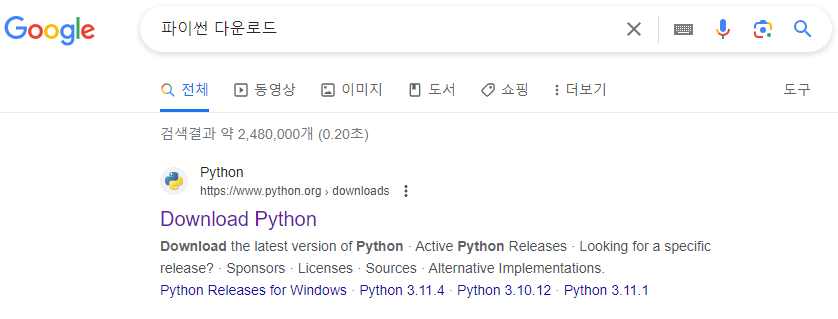 Google 파이썬 다운로드
전체 동영상 이미지 도서 쇼핑 더보기 도구
검색결과 약 2,480,000개 (0.20초)
Python
https://www.python.org › downloads
Download Python
Download the latest version of Python · Active Python Releases · Looking for a specific
release? · Sponsors · Licenses · Sources · Alternative Implementations.
Python Releases for Windows · Python 3.11.4 · Python 3.10.12 · Python 3.11.1